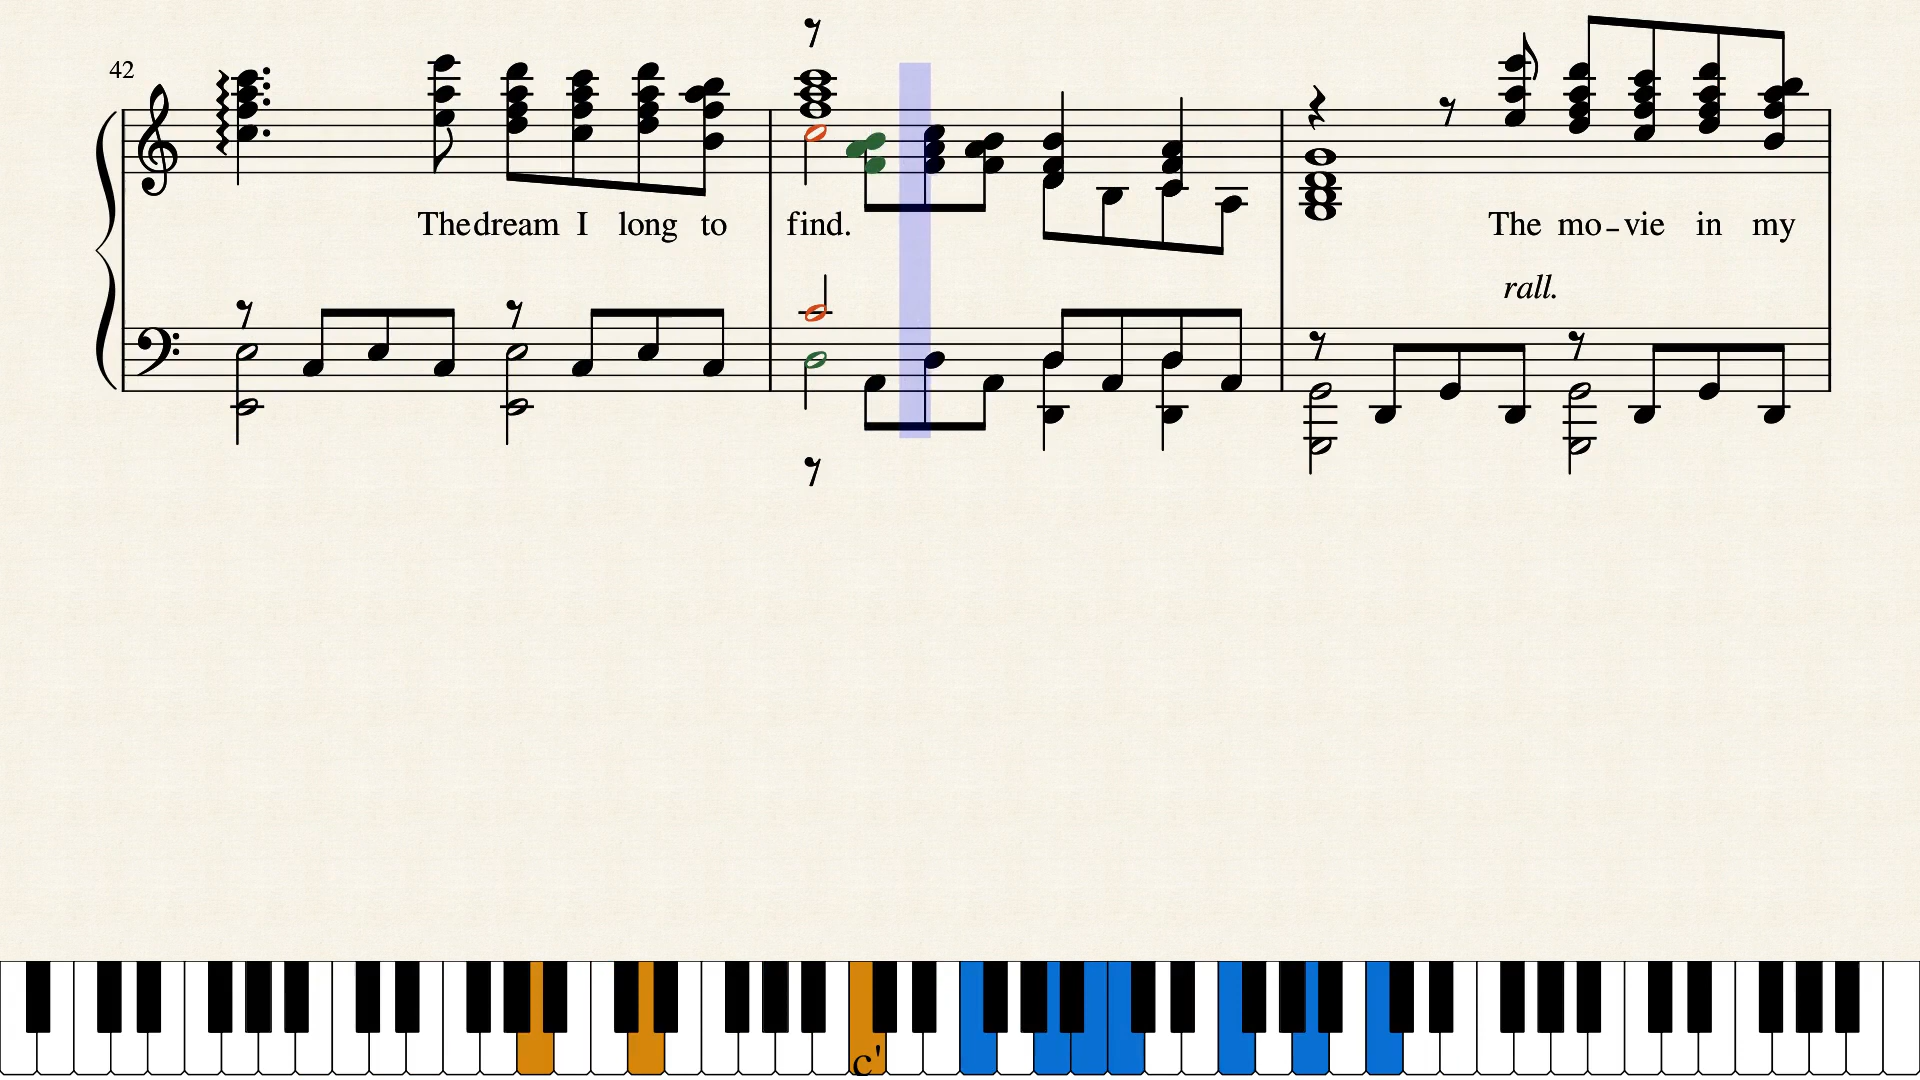 42
The dream I long to find. The mo-vie in my
rall.
c'